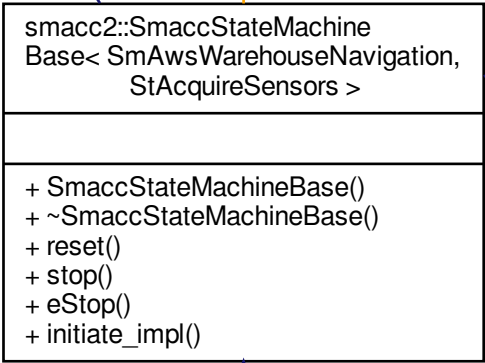 smacc2::SmaccStateMachine
Base< SmAwsWarehouseNavigation,
StAcquireSensors >
+ SmaccStateMachineBase()
+ ~SmaccStateMachineBase()
+ reset()
+ stop()
+ eStop()
+ initiate_impl()